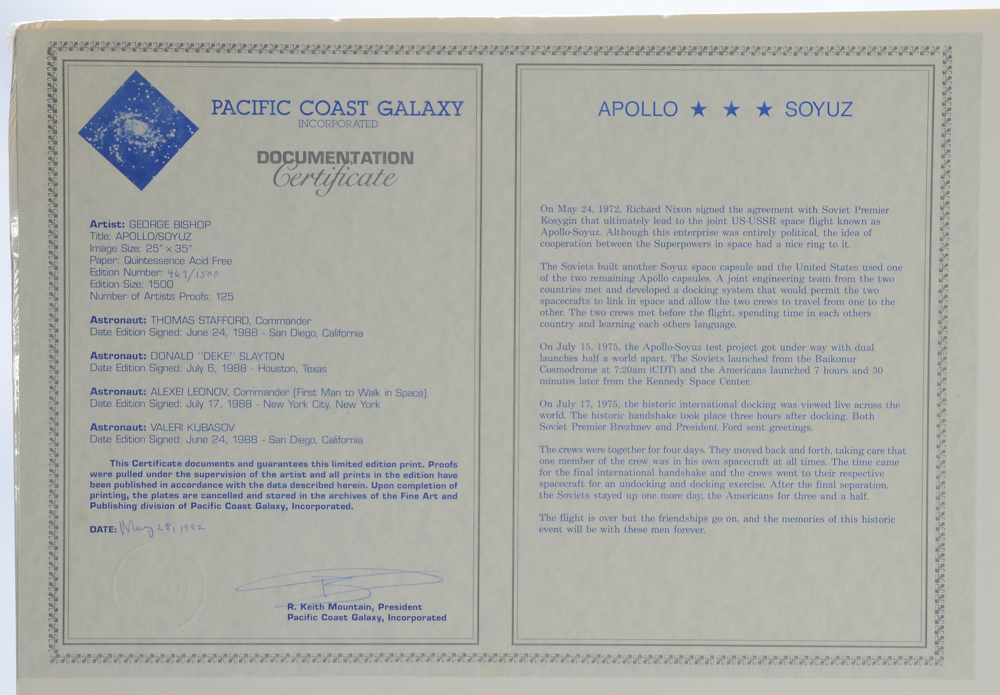 PACIFIC COAST GALAXY
INCORPORATED
DOCUMENTATION
Certificate
Artist: GEORGE BISHOP
Title: APOLLO/SOYUZ
Image Size: 25" × 35"
Paper: Quintessence Acid Free
Edition Number: 469/1500
Edition Size: 1500
Number of Artists Proofs: 125
Astronaut: THOMAS STAFFORD, Commander
Date Edition Signed: June 24, 1988 - San Diego, California
Astronaut: DONALD "DEKE" SLAYTON
Date Edition Signed: July 6, 1988 - Houston, Texas
Astronaut: ALEXEI LEONOV, Commander (First Man to Walk in Space)
Date Edition Signed: July 17, 1988 - New York City, New York
Astronaut: VALERI KUBASOV
Date Edition Signed: June 24, 1988 - San Diego, California
This Certificate documents and guarantees this limited edition print. Proofs
were pulled under the supervision of the artist and all prints in the edition have
been published in accordance with the data described herein. Upon completion of
printing, the plates are cancelled and stored in the archives of the Fine Art and
Publishing division of Pacific Coast Galaxy, Incorporated.
DATE: May 28, 1992
R. Keith Mountain, President
Pacific Coast Galaxy, Incorporated
APOLLO ★ ★ ★ SOYUZ
On May 24, 1972, Richard Nixon signed the agreement with Soviet Premier
Kosygin that ultimately lead to the joint US-USSR space flight known as
Apollo-Soyuz. Although this enterprise was entirely political, the idea of
cooperation between the Superpowers in space had a nice ring to it.
The Soviets built another Soyuz space capsule and the United States used one
of the two remaining Apollo capsules. A joint engineering team from the two
countries met and developed a docking system that would permit the two
spacecrafts to link in space and allow the two crews to travel from one to the
other. The two crews met before the flight, spending time in each others
country and learning each others language.
On July 15, 1975, the Apollo-Soyuz test project got under way with dual
launches half a world apart. The Soviets launched from the Baikonur
Cosmodrome at 7:20am (CDT) and the Americans launched 7 hours and 30
minutes later from the Kennedy Space Center.
On July 17, 1975, the historic international docking was viewed live across the
world. The historic handshake took place three hours after docking. Both
Soviet Premier Brezhnev and President Ford sent greetings.
The crews were together for four days. They moved back and forth, taking care that
one member of the crew was in his own spacecraft at all times. The time came
for the final international handshake and the crews went to their respective
spacecraft for an undocking and docking exercise. After the final separation,
the Soviets stayed up one more day, the Americans for three and a half.
The flight is over but the friendships go on, and the memories of this historic
event will be with these men forever.